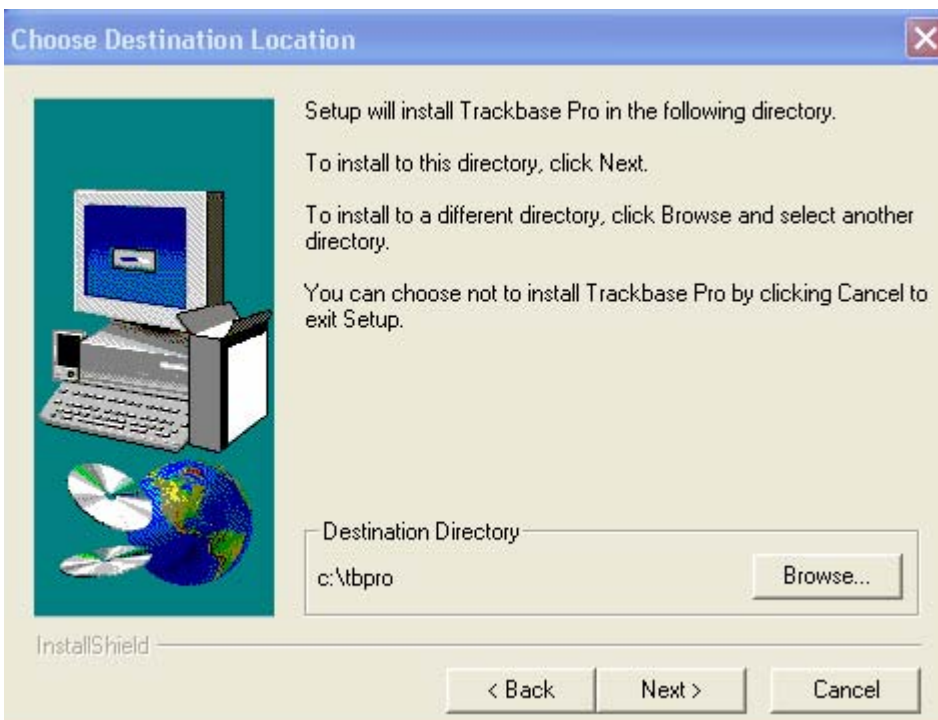 Choose Destination Location
Setup will install Trackbase Pro in the following directory.
To install to this directory, click Next.
To install to a different directory, click Browse and select another
directory.
You can choose not to install Trackbase Pro by clicking Cancel to
exit Setup.
Destination Directory
c:\tbpro
Browse...
InstallShield
< Back
Next >
Cancel